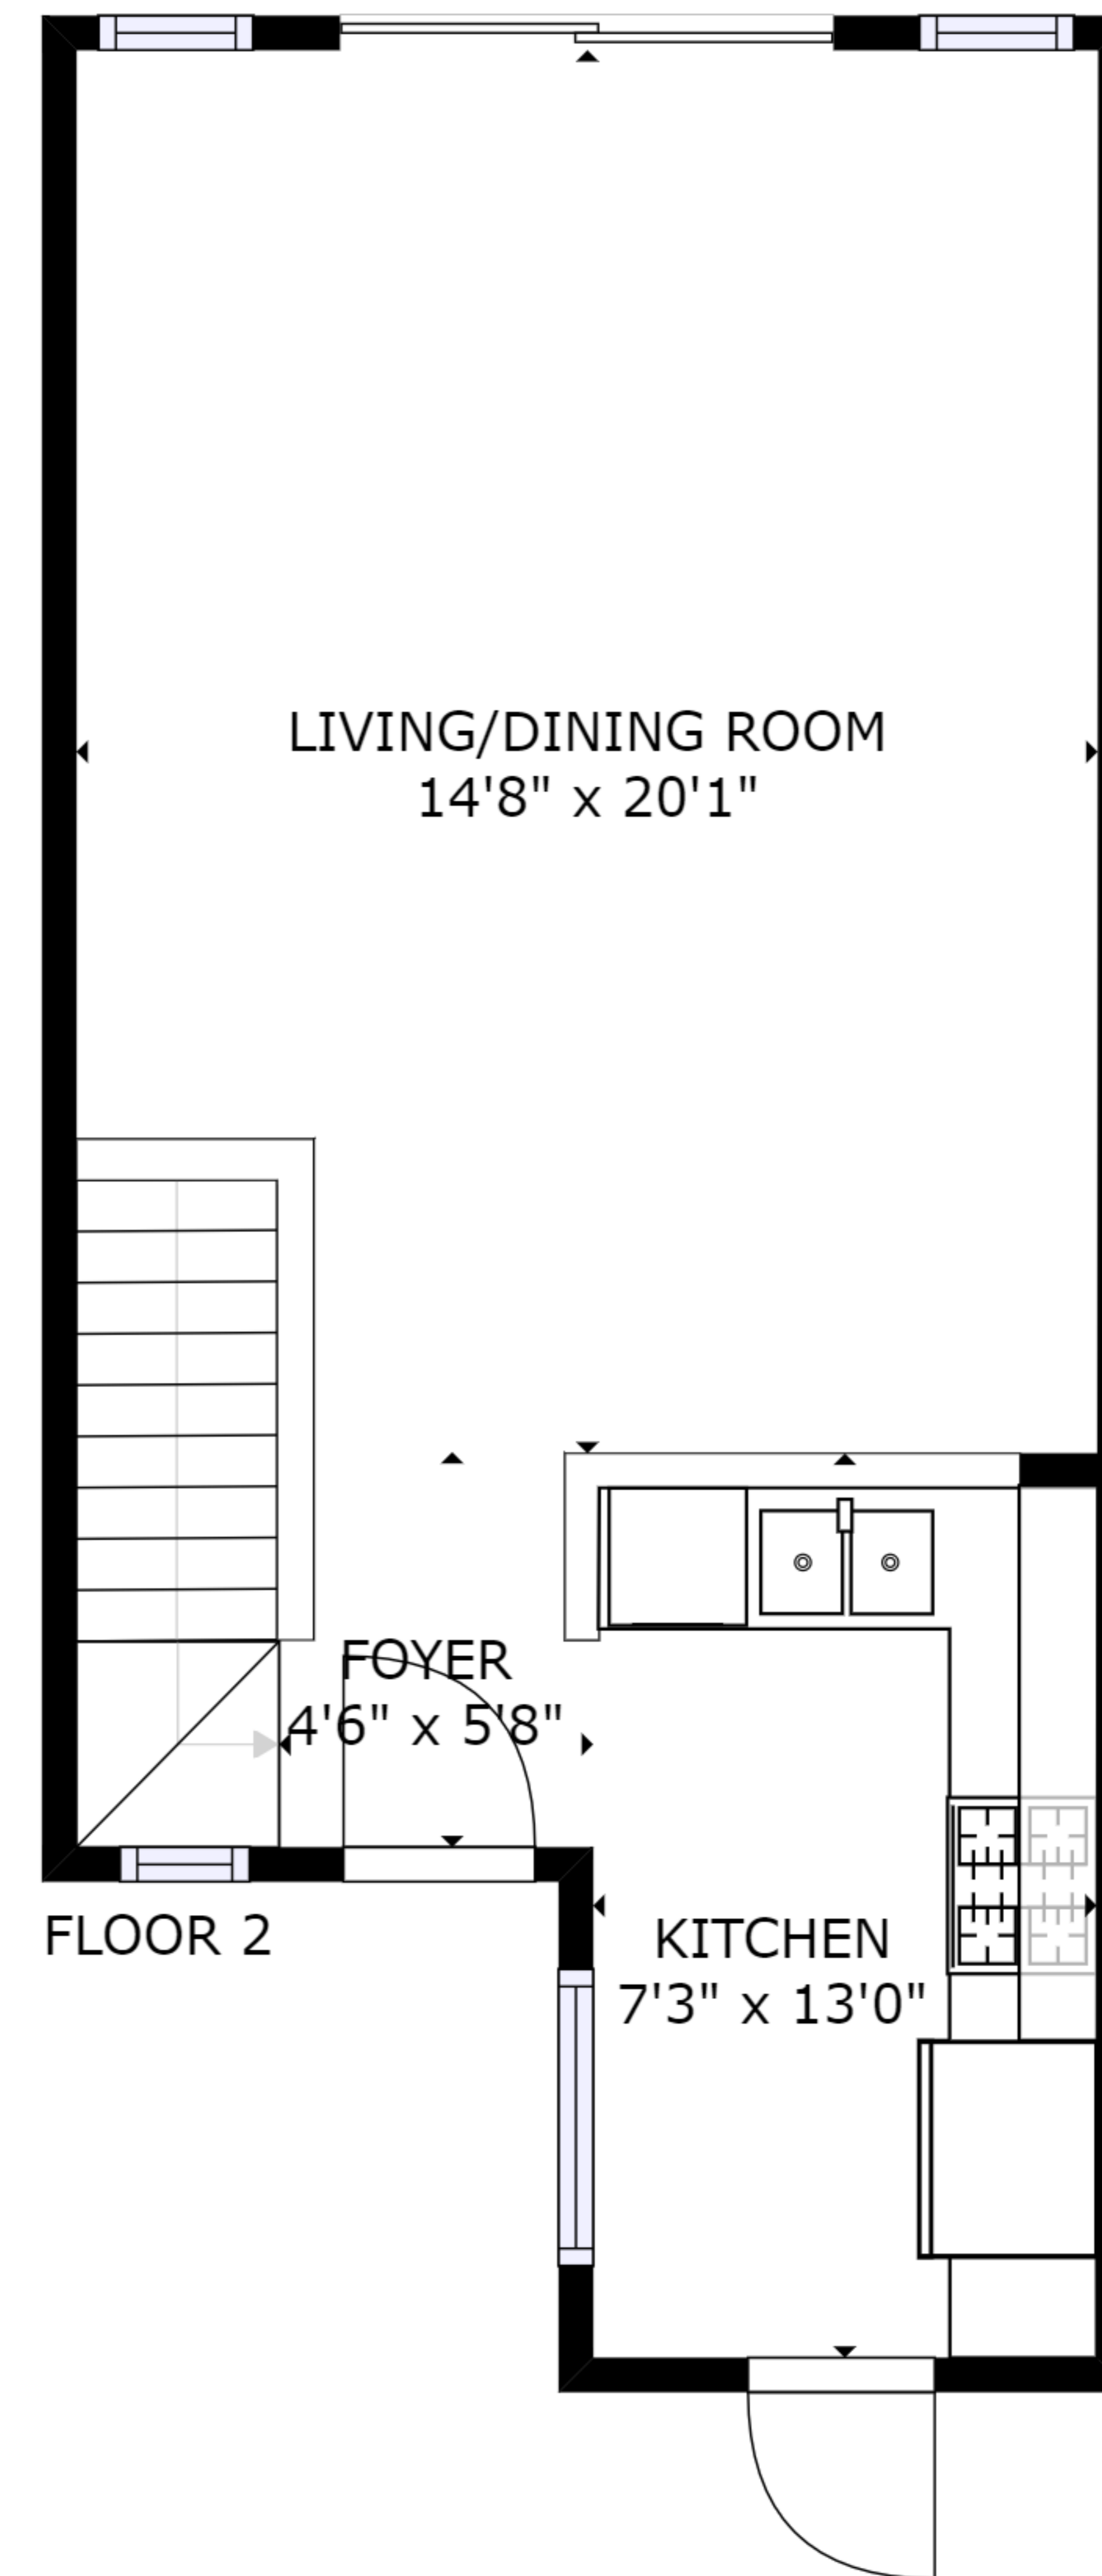 LIVING/DINING ROOM
14'8" x 20'1"
FOYER
4'6" x 5'8"
FLOOR 2
KITCHEN
7'3" x 13'0"